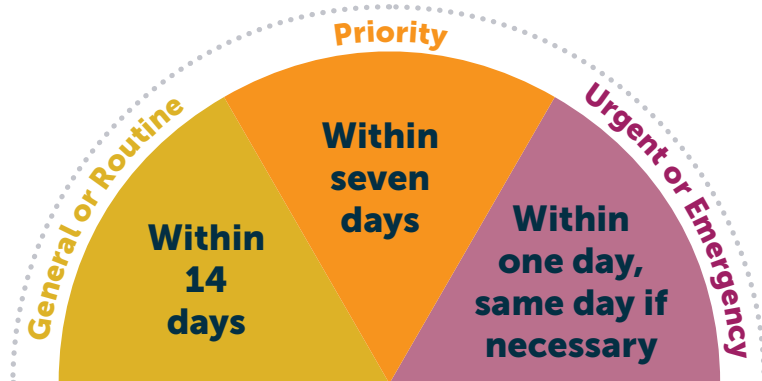 General or Routine
Within
14
days
Priority
Within
seven
days
Urgent or Emergency
Within
one day,
same day if
necessary